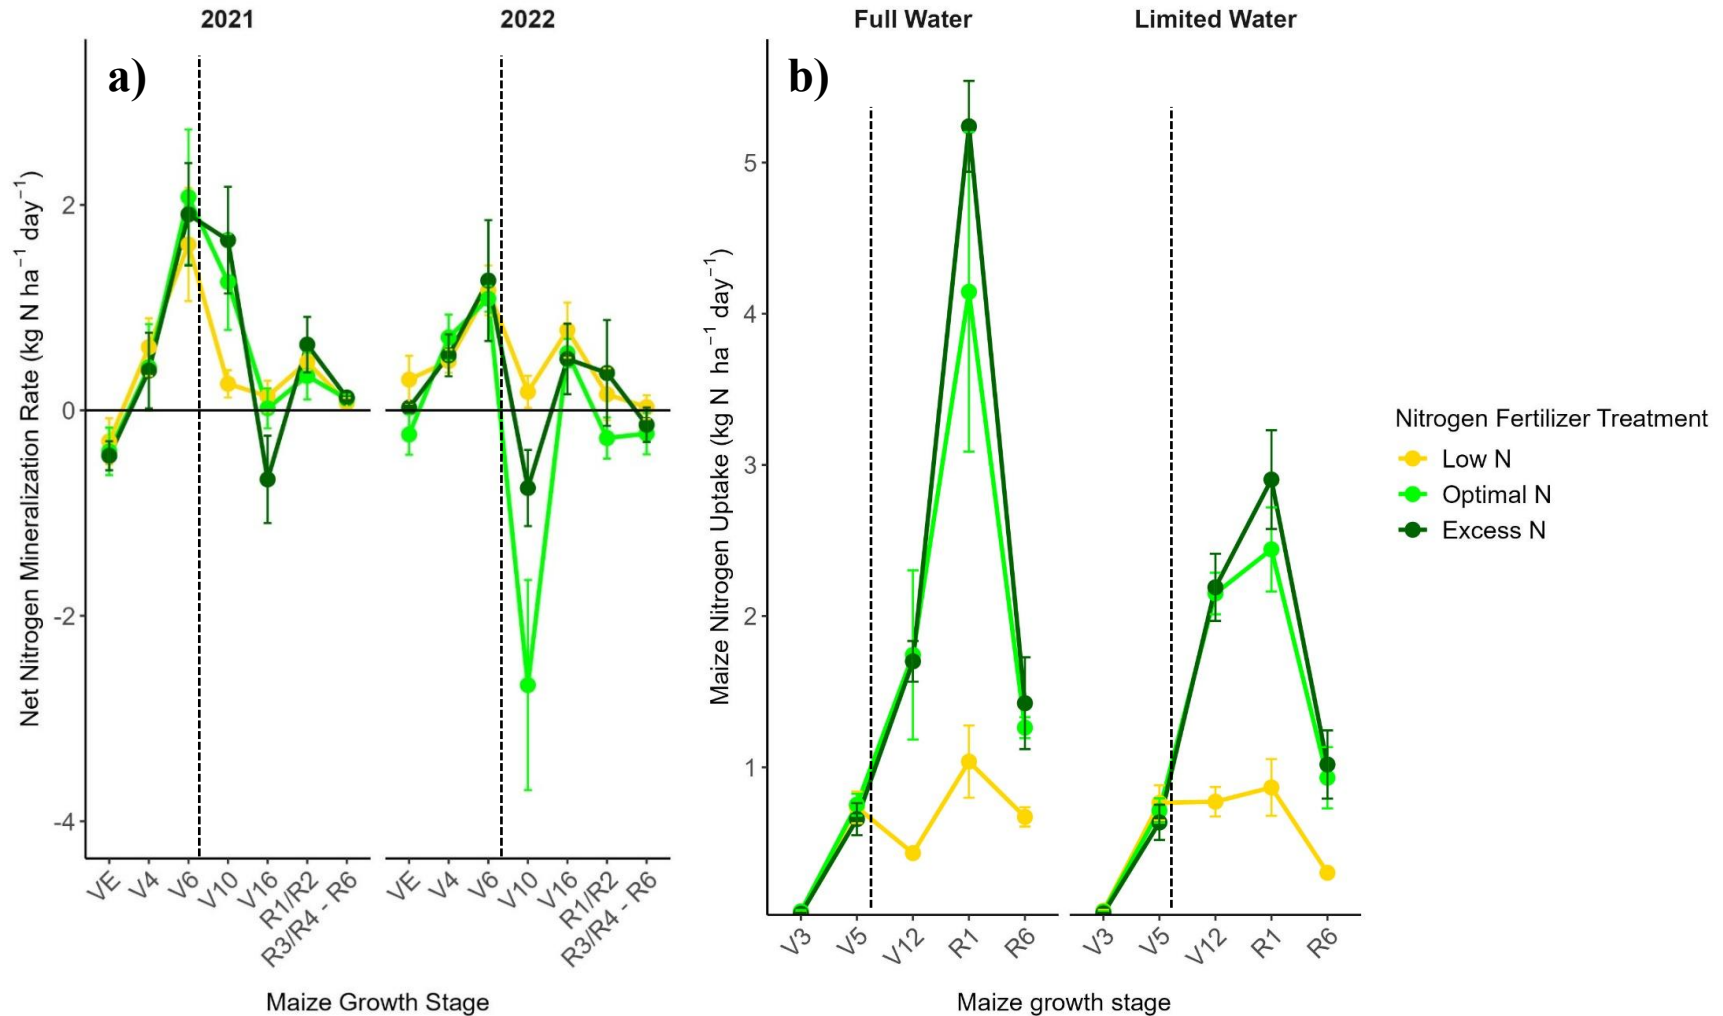 2021
2022
Full Water
Limited Water
a)
b)
Net Nitrogen Mineralization Rate (kg N ha⁻¹ day⁻¹)
2
0
-2
-4
VE
V4
V6
V10
V16
R1/R2
R3/R4 - R6
VE
V4
V6
V10
V16
R1/R2
R3/R4 - R6
Maize Growth Stage
Maize Nitrogen Uptake (kg N ha⁻¹ day⁻¹)
5
4
3
2
1
V3
V5
V12
R1
R6
V3
V5
V12
R1
R6
Maize growth stage
Nitrogen Fertilizer Treatment
Low N
Optimal N
Excess N